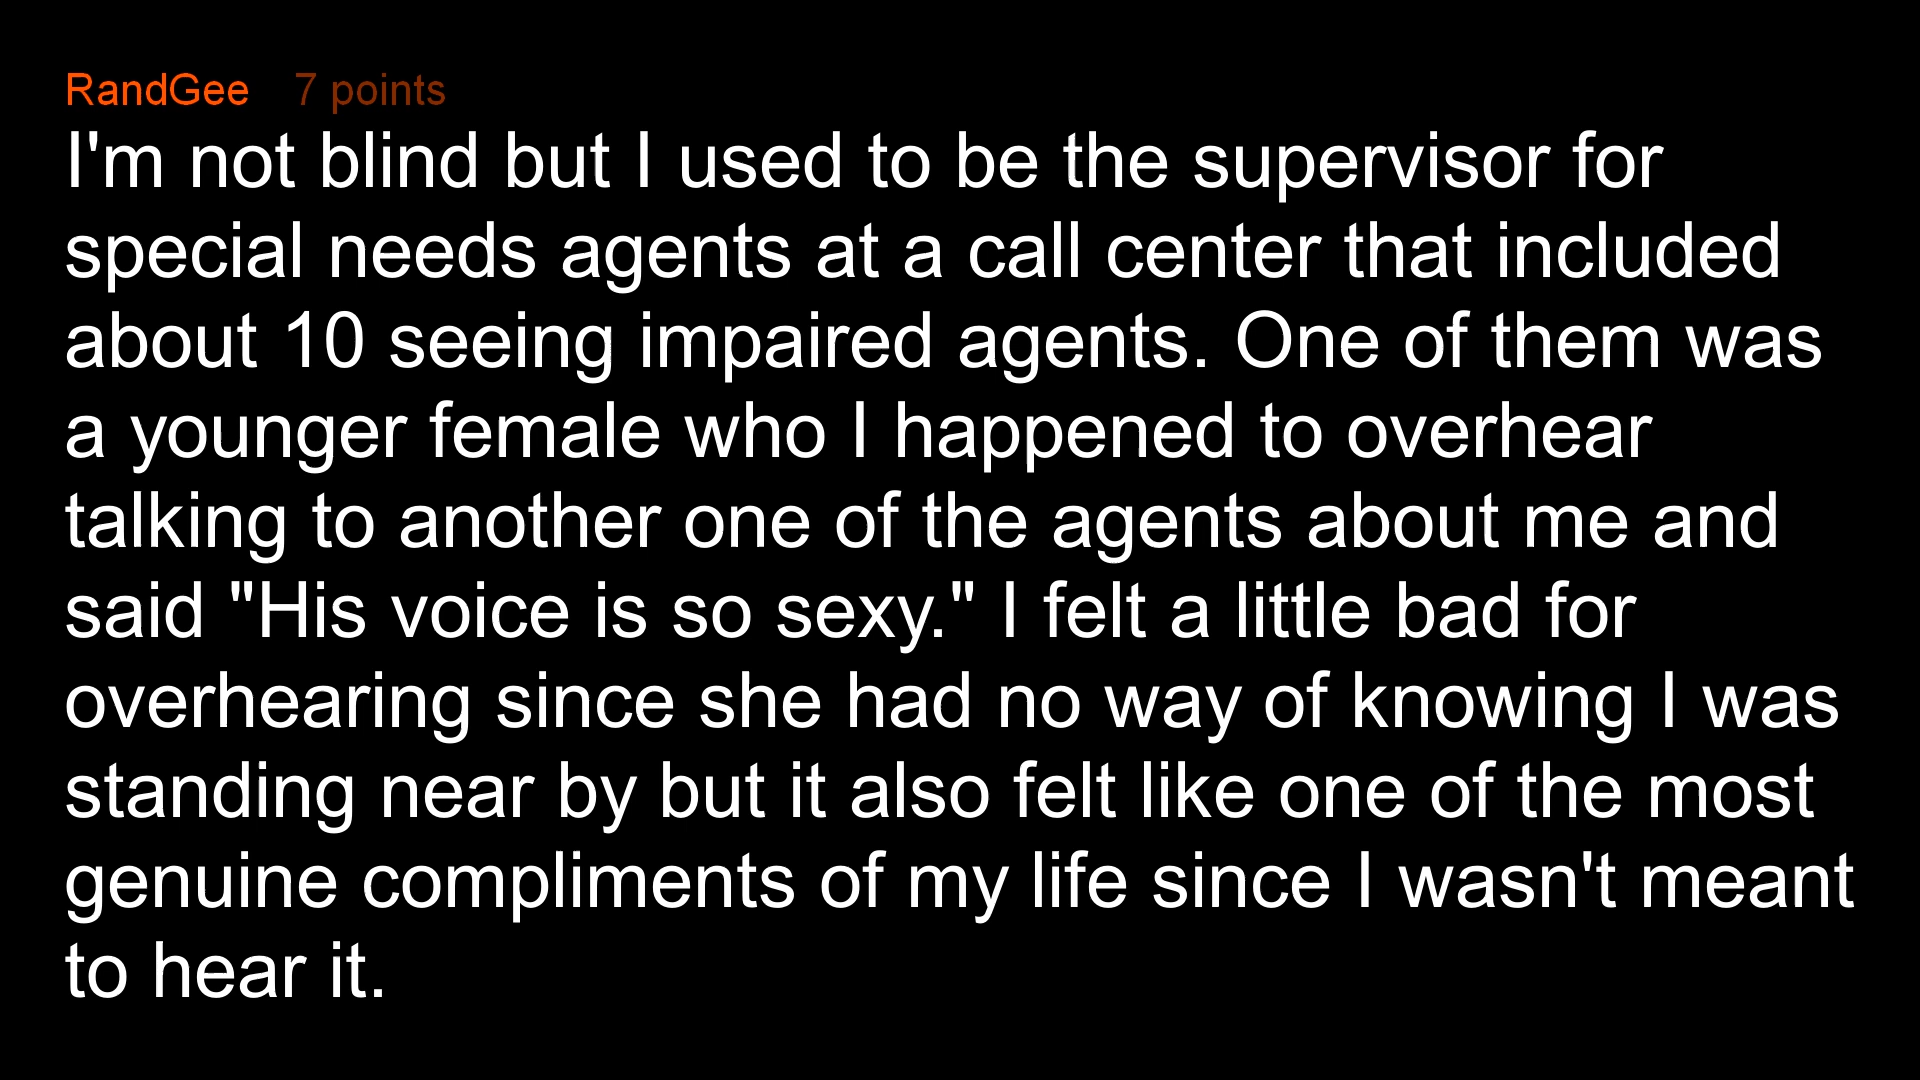 RandGee 7 points
I'm not blind but I used to be the supervisor for
special needs agents at a call center that included
about 10 seeing impaired agents. One of them was
a younger female who I happened to overhear
talking to another one of the agents about me and
said "His voice is so sexy." I felt a little bad for
overhearing since she had no way of knowing I was
standing near by but it also felt like one of the most
genuine compliments of my life since I wasn't meant
to hear it.